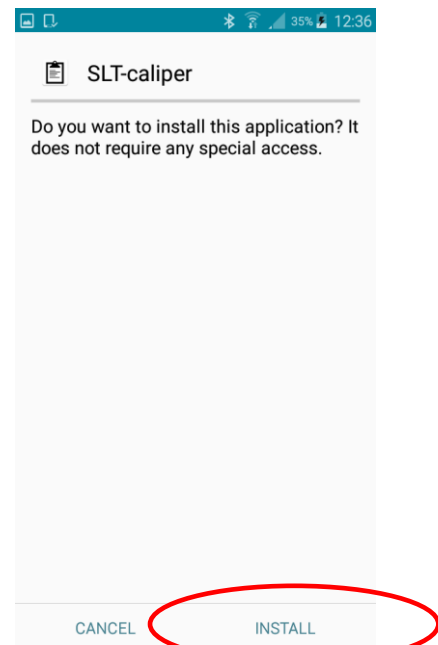 35% 12:36
SLT-caliper
Do you want to install this application? It
does not require any special access.
CANCEL INSTALL